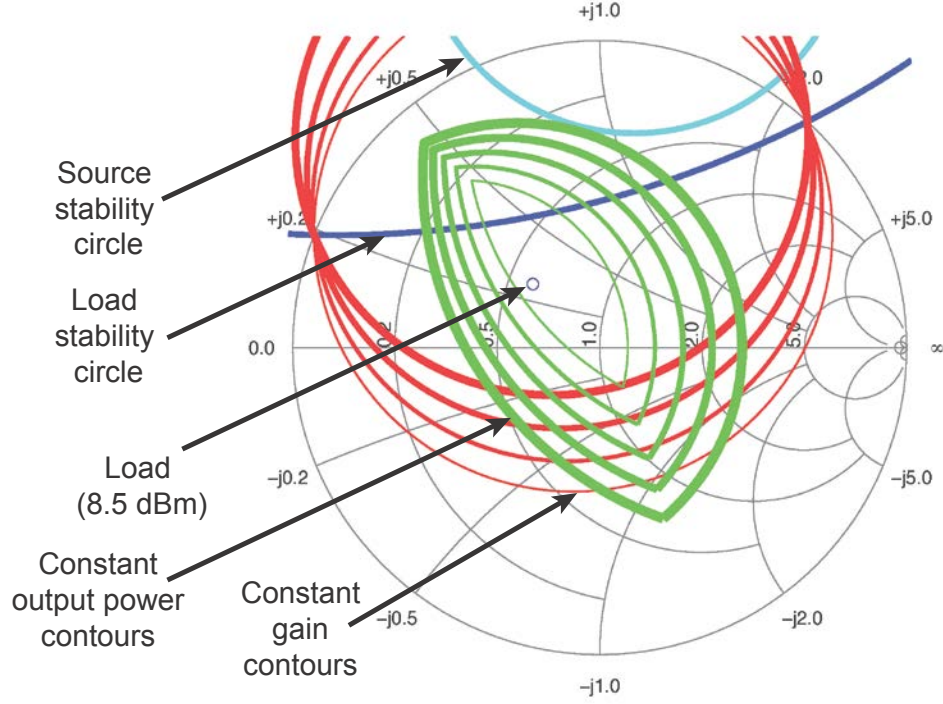 +j1.0
+j0.5
2.0
Source
stability
circle
+j0.2
+j5.0
Load
stability
circle
0.0
0.2
0.5
1.0
2.0
5.0
∞
Load
(8.5 dBm)
−j0.2
−j5.0
Constant
output power
contours
Constant
gain
contours
−j0.5
−j2.0
−j1.0